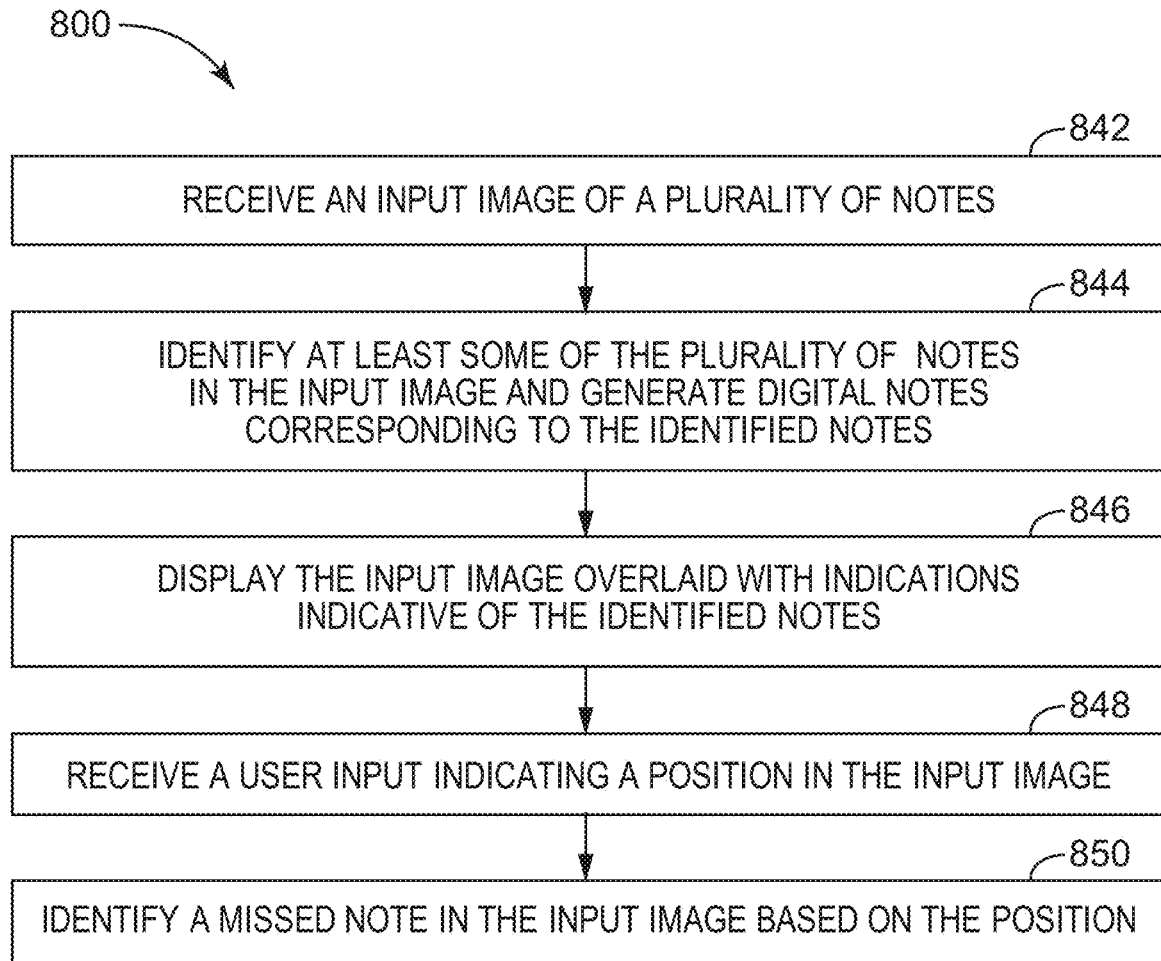 800
842
RECEIVE AN INPUT IMAGE OF A PLURALITY OF NOTES
844
IDENTIFY AT LEAST SOME OF THE PLURALITY OF NOTES
IN THE INPUT IMAGE AND GENERATE DIGITAL NOTES
CORRESPONDING TO THE IDENTIFIED NOTES
846
DISPLAY THE INPUT IMAGE OVERLAID WITH INDICATIONS
INDICATIVE OF THE IDENTIFIED NOTES
848
RECEIVE A USER INPUT INDICATING A POSITION IN THE INPUT IMAGE
850
IDENTIFY A MISSED NOTE IN THE INPUT IMAGE BASED ON THE POSITION